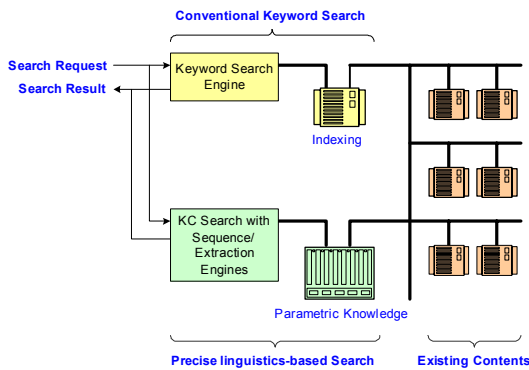 Conventional Keyword Search
Search Request
Search Result
Keyword Search
Engine
Indexing
KC Search with
Sequence/
Extraction
Engines
Parametric Knowledge
Precise linguistics-based Search
Existing Contents